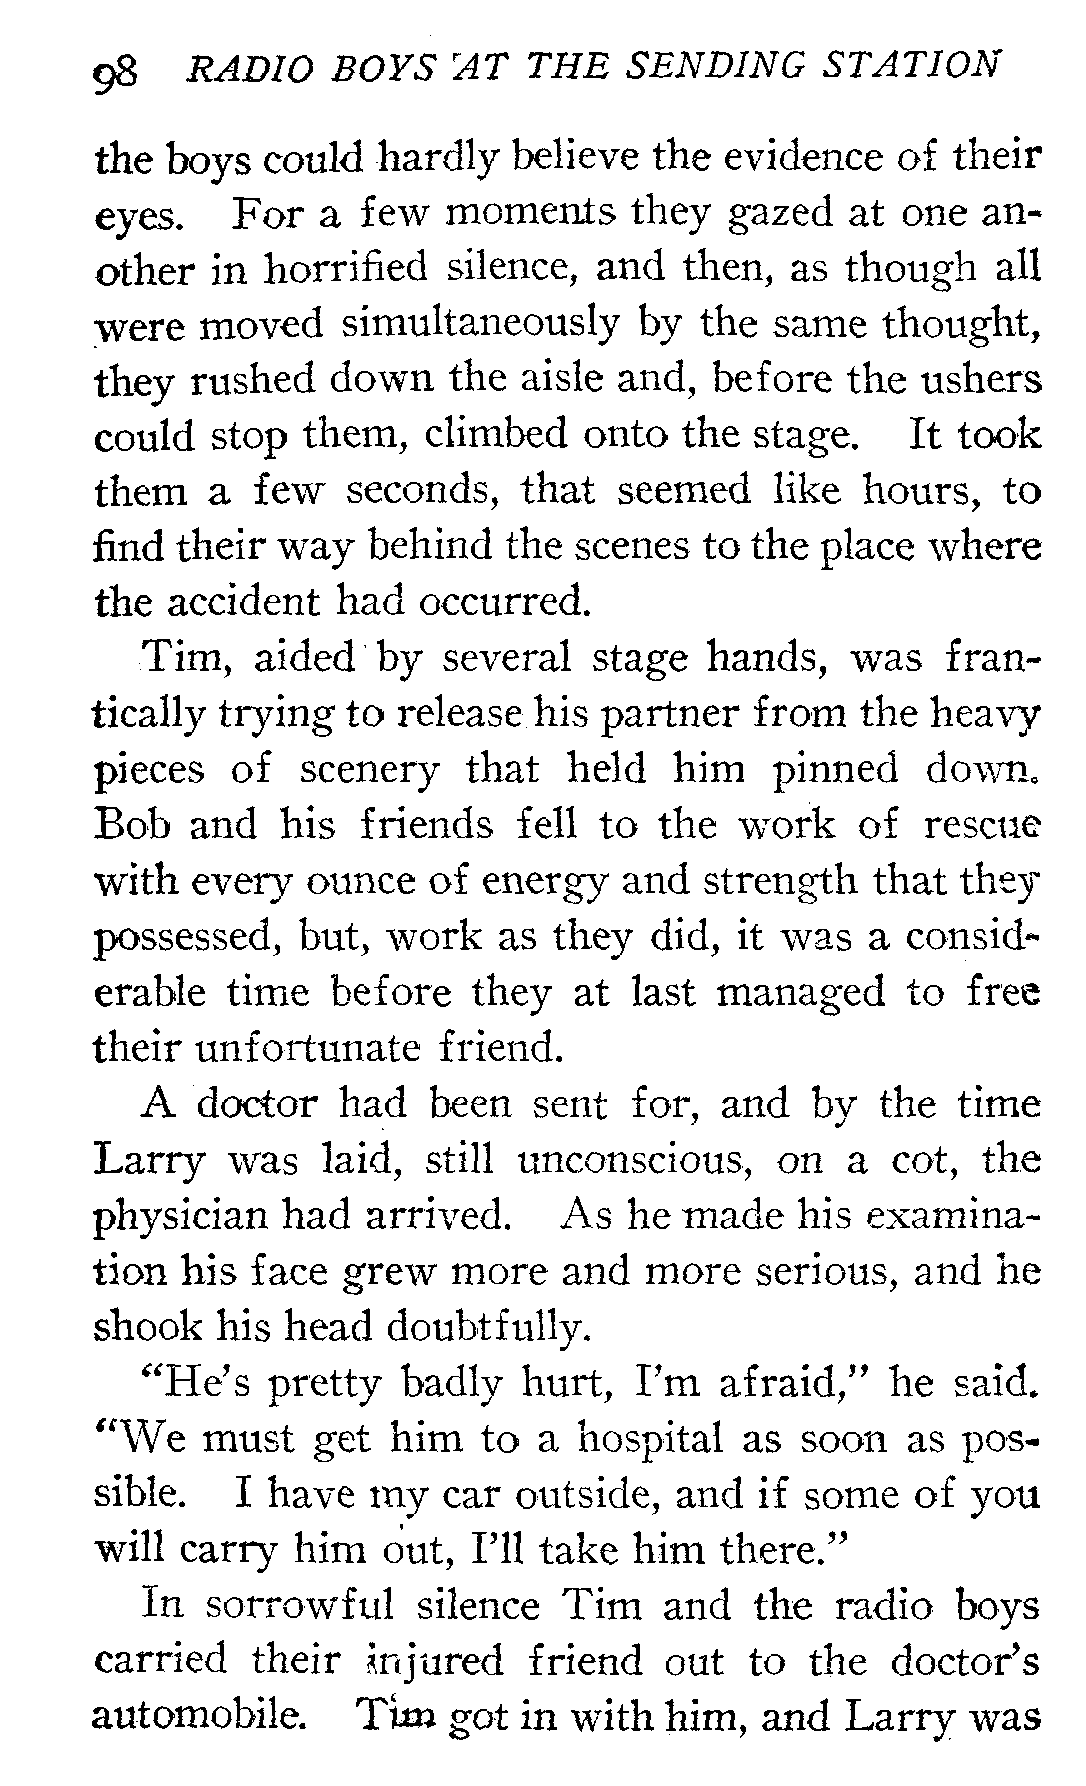 98 RADIO BOYS AT THE SENDING STATION
the boys could hardly believe the evidence of their
eyes. For a few moments they gazed at one an-
other in horrified silence, and then, as though all
were moved simultaneously by the same thought,
they rushed down the aisle and, before the ushers
could stop them, climbed onto the stage. It took
them a few seconds, that seemed like hours, to
find their way behind the scenes to the place where
the accident had occurred.
Tim, aided by several stage hands, was fran-
tically trying to release his partner from the heavy
pieces of scenery that held him pinned down.
Bob and his friends fell to the work of rescue
with every ounce of energy and strength that they
possessed, but, work as they did, it was a consid-
erable time before they at last managed to free
their unfortunate friend.
A doctor had been sent for, and by the time
Larry was laid, still unconscious, on a cot, the
physician had arrived. As he made his examina-
tion his face grew more and more serious, and he
shook his head doubtfully.
“He’s pretty badly hurt, I’m afraid,” he said.
“We must get him to a hospital as soon as pos-
sible. I have my car outside, and if some of you
will carry him out, I’ll take him there.”
In sorrowful silence Tim and the radio boys
carried their injured friend out to the doctor’s
automobile. Tim got in with him, and Larry was